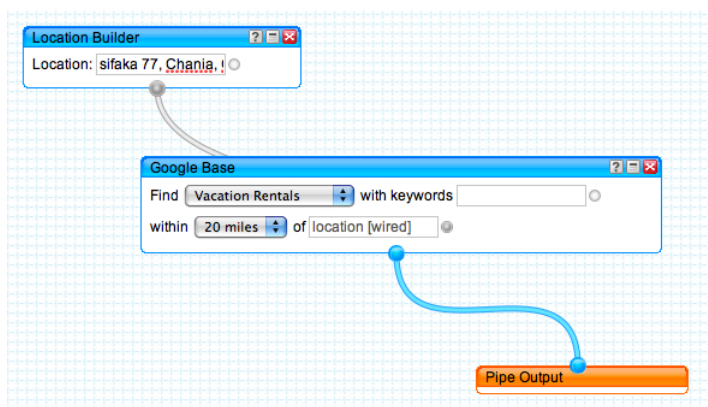 Location Builder ?
Location: sifaka 77, Chania,
Google Base ?
Find Vacation Rentals with keywords
within 20 miles of location [wired]
Pipe Output